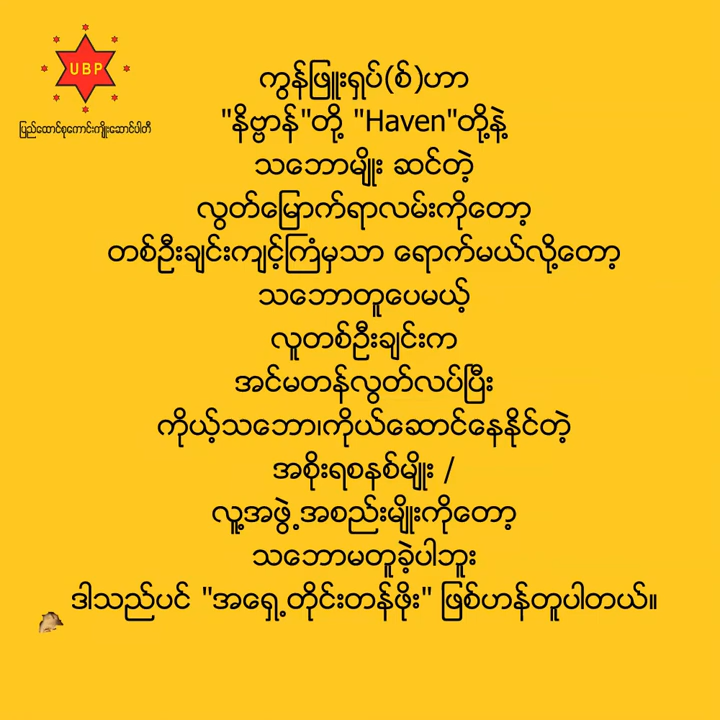 UBP
ပြည်ထောင်စုကောင်းကျိုးဆောင်ပါတီ
ကွန်ဖြူးရှပ်(စ်)ဟာ
"နိဗ္ဗာန်"တို့ "Haven"တို့နဲ့
သဘောမျိုး ဆင်တဲ့
လွတ်မြောက်ရာလမ်းကိုတော့
တစ်ဦးချင်းကျင့်ကြံမှသာ ရောက်မယ်လို့တော့
သဘောတူပေမယ့်
လူတစ်ဦးချင်းက
အင်မတန်လွတ်လပ်ပြီး
ကိုယ့်သဘော၊ကိုယ်ဆောင်နေနိုင်တဲ့
အစိုးရစနစ်မျိုး /
လူ့အဖွဲ့အစည်းမျိုးကိုတော့
သဘောမတူခဲ့ပါဘူး
ဒါသည်ပင် "အရှေ့တိုင်းတန်ဖိုး" ဖြစ်ဟန်တူပါတယ်။